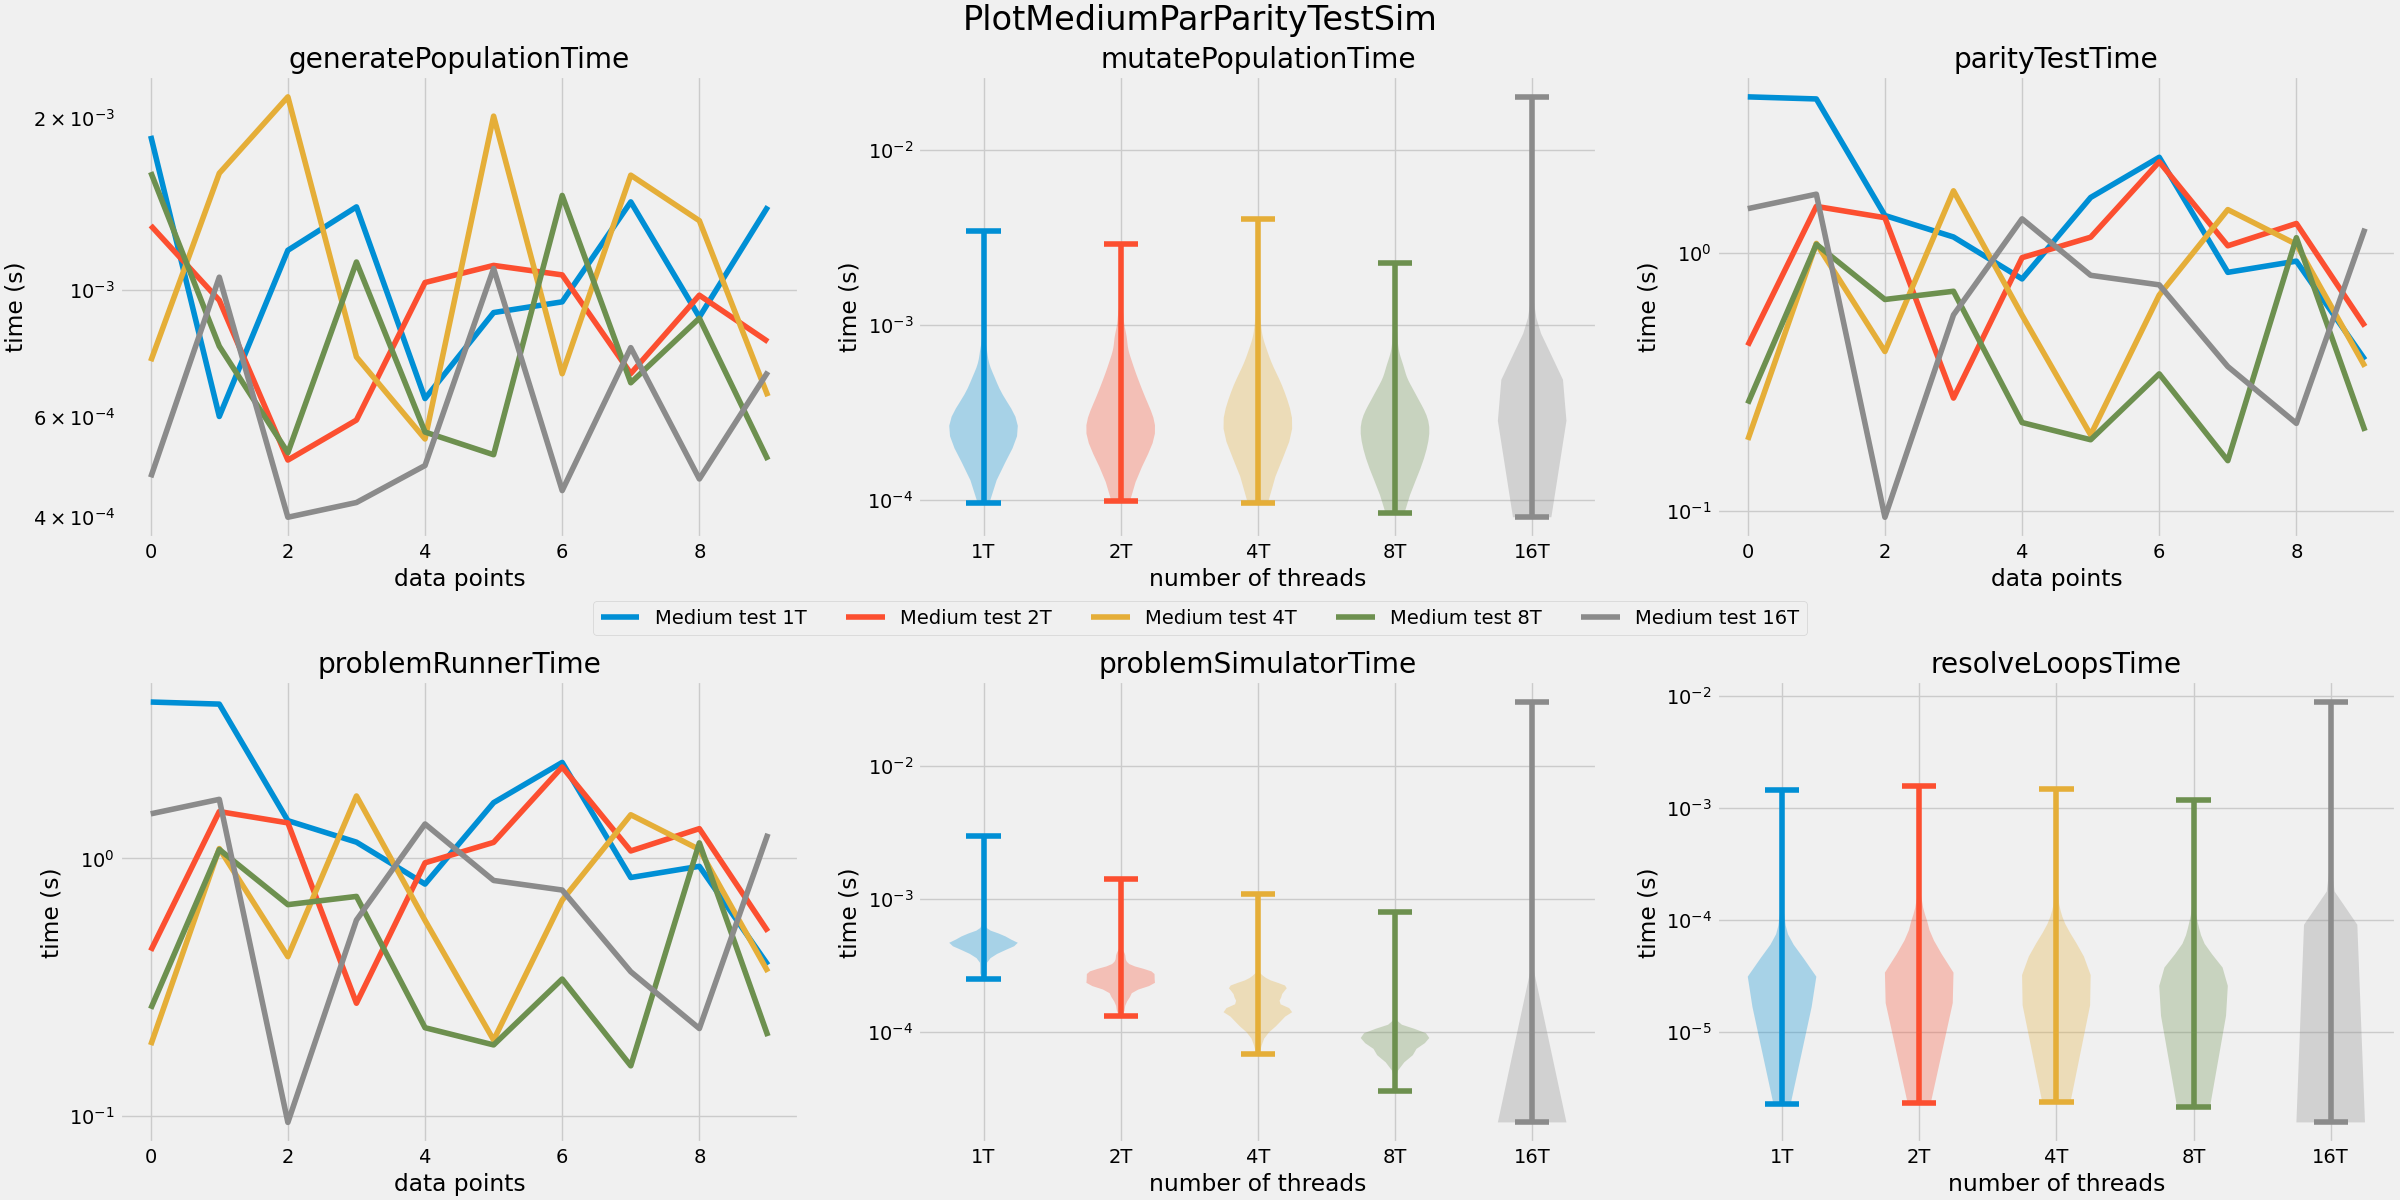 PlotMediumParParityTestSim
generatePopulationTime
time (s)
2 × 10⁻³
10⁻³
6 × 10⁻⁴
4 × 10⁻⁴
0 2 4 6 8
data points
mutatePopulationTime
time (s)
10⁻²
10⁻³
10⁻⁴
1T 2T 4T 8T 16T
number of threads
parityTestTime
time (s)
10⁰
10⁻¹
0 2 4 6 8
data points
Medium test 1T Medium test 2T Medium test 4T Medium test 8T Medium test 16T
problemRunnerTime
time (s)
10⁰
10⁻¹
0 2 4 6 8
data points
problemSimulatorTime
time (s)
10⁻²
10⁻³
10⁻⁴
1T 2T 4T 8T 16T
number of threads
resolveLoopsTime
time (s)
10⁻²
10⁻³
10⁻⁴
10⁻⁵
1T 2T 4T 8T 16T
number of threads